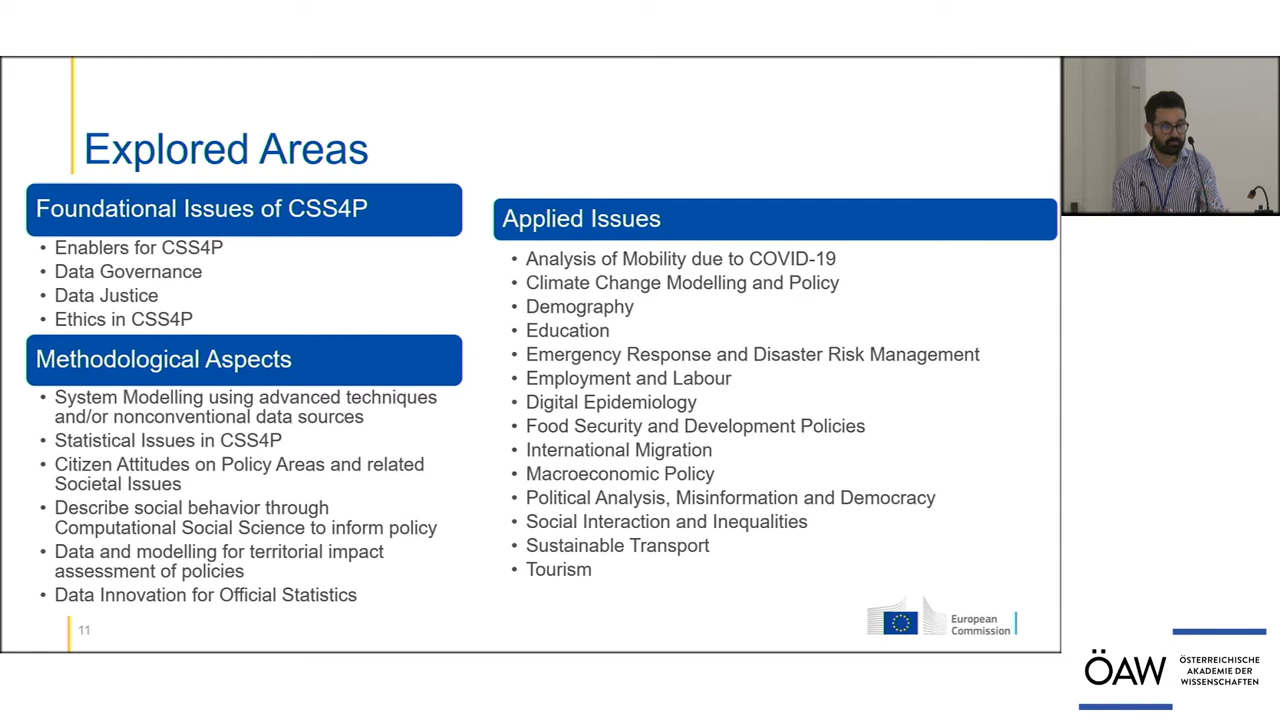 Explored Areas
Foundational Issues of CSS4P
• Enablers for CSS4P
• Data Governance
• Data Justice
• Ethics in CSS4P
Methodological Aspects
• System Modelling using advanced techniques
and/or nonconventional data sources
• Statistical Issues in CSS4P
• Citizen Attitudes on Policy Areas and related
Societal Issues
• Describe social behavior through
Computational Social Science to inform policy
• Data and modelling for territorial impact
assessment of policies
• Data Innovation for Official Statistics
Applied Issues
• Analysis of Mobility due to COVID-19
• Climate Change Modelling and Policy
• Demography
• Education
• Emergency Response and Disaster Risk Management
• Employment and Labour
• Digital Epidemiology
• Food Security and Development Policies
• International Migration
• Macroeconomic Policy
• Political Analysis, Misinformation and Democracy
• Social Interaction and Inequalities
• Sustainable Transport
• Tourism
11
European
Commission
ÖAW
ÖSTERREICHISCHE
AKADEMIE DER
WISSENSCHAFTEN